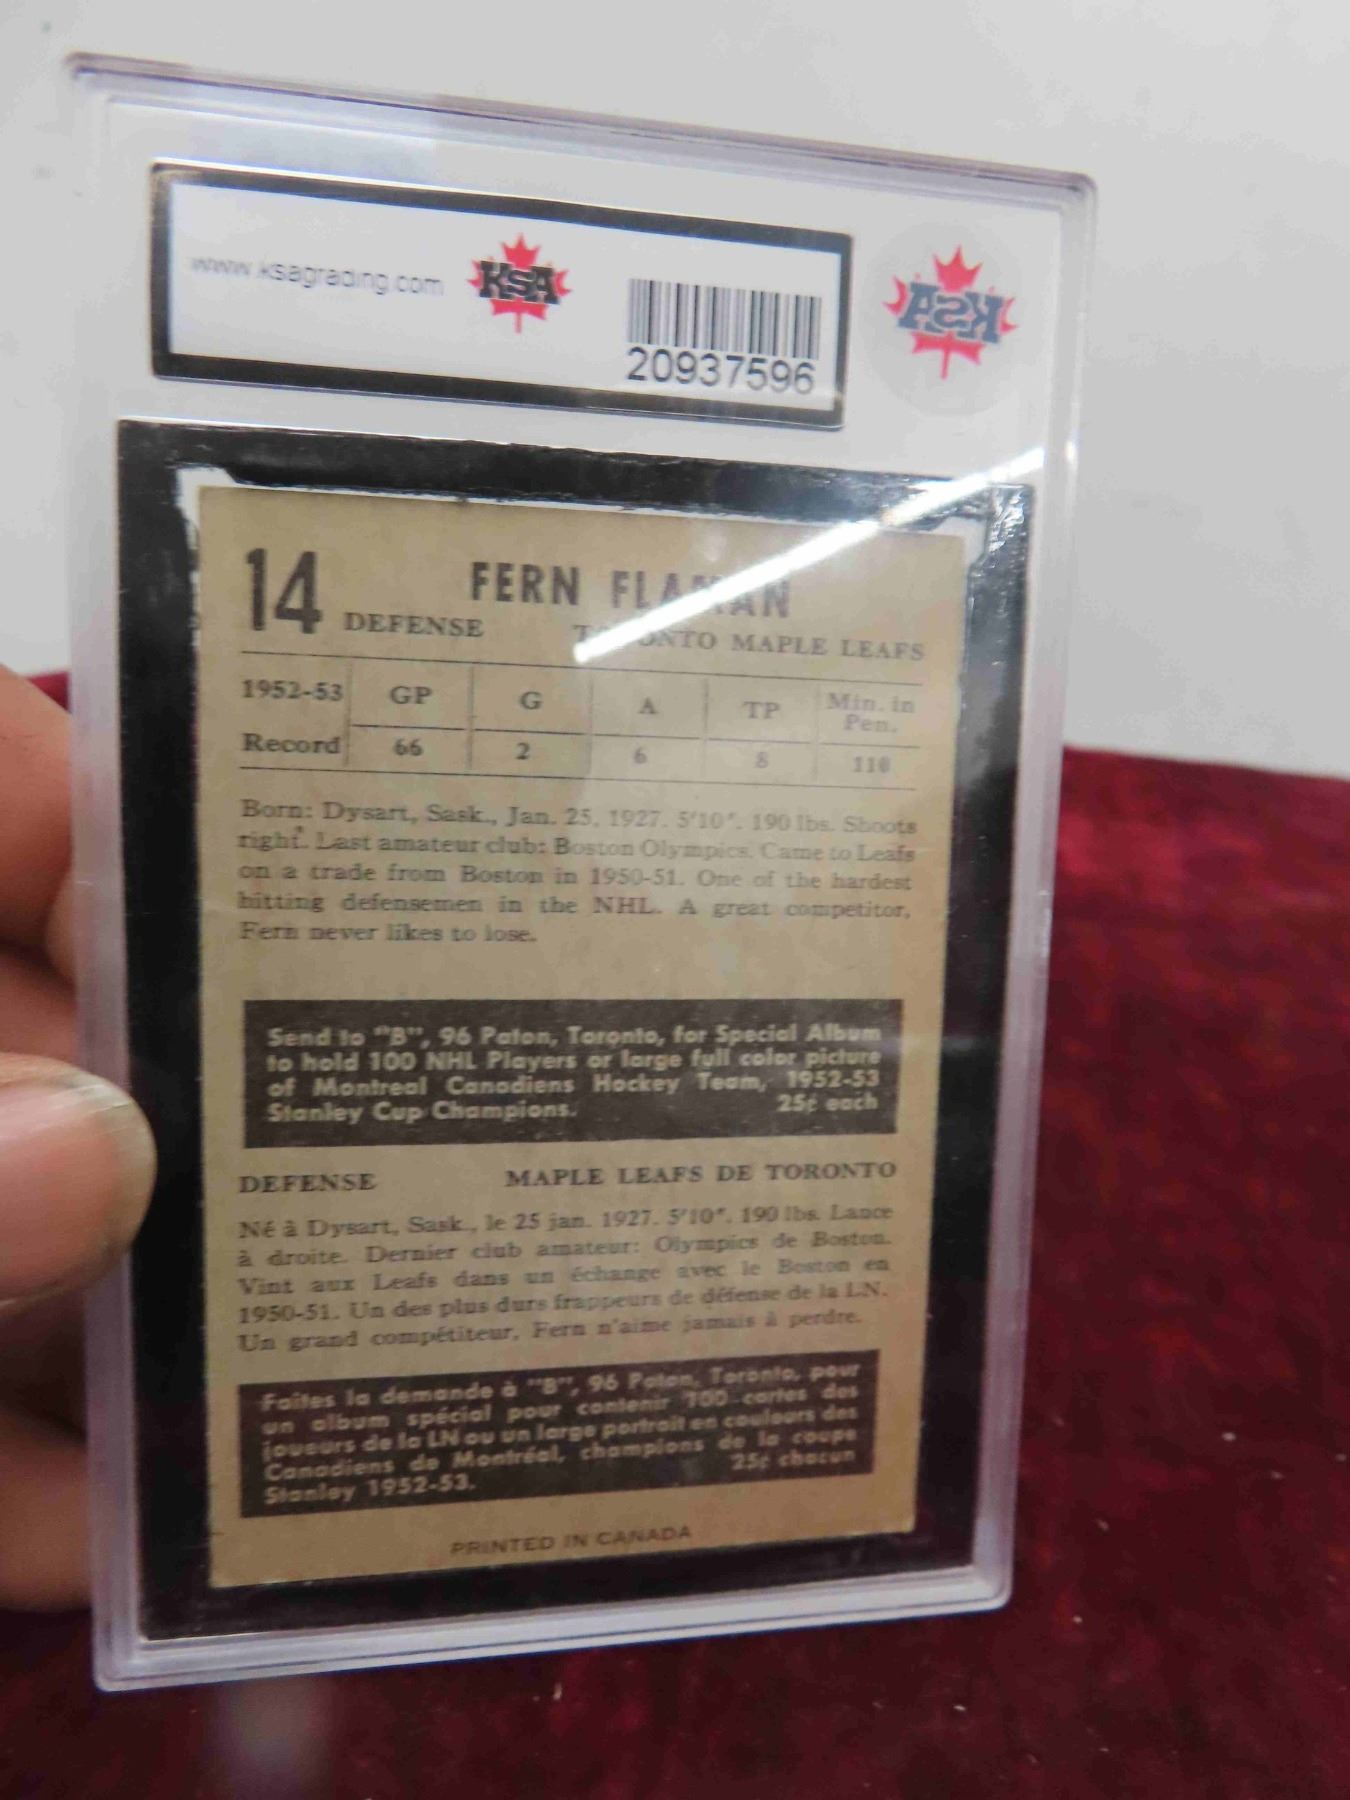 www.ksagrading.com
KSA
20937596
KSA
14
FERN FLAMAN
DEFENSE
TORONTO MAPLE LEAFS
1952-53 GP G A TP Min. in Pen.
Record 66 2 6 8 110
Born: Dysart, Sask., Jan. 25, 1927. 5'10". 190 lbs. Shoots
right. Last amateur club: Boston Olympics. Came to Leafs
on a trade from Boston in 1950-51. One of the hardest
hitting defensemen in the NHL. A great competitor,
Fern never likes to lose.
Send to "B", 96 Paton, Toronto, for Special Album
to hold 100 NHL Players or large full color picture
of Montreal Canadiens Hockey Team, 1952-53
Stanley Cup Champions. 25¢ each
DEFENSE MAPLE LEAFS DE TORONTO
Né à Dysart, Sask., le 25 jan. 1927. 5'10". 190 lbs. Lance
à droite. Dernier club amateur: Olympics de Boston.
Vint aux Leafs dans un échange avec le Boston en
1950-51. Un des plus durs frappeurs de défense de la LN.
Un grand compétiteur, Fern n'aime jamais à perdre.
Faites la demande à "B", 96 Paton, Toronto, pour
un album spécial pour contenir 100 cartes des
joueurs de la LN ou un large portrait en couleurs des
Canadiens de Montréal, champions de la coupe
Stanley 1952-53. 25¢ chacun
PRINTED IN CANADA